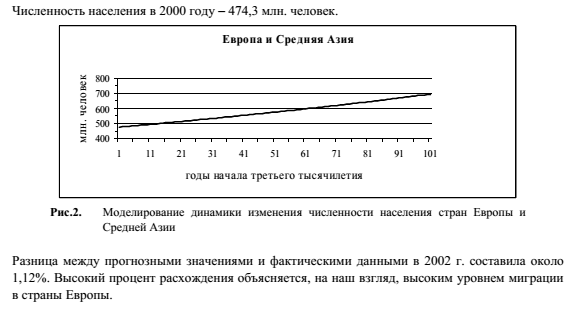 Численность населения в 2000 году – 474,3 млн. человек.
Европа и Средняя Азия
млн. человек
800
700
600
500
400
1 11 21 31 41 51 61 71 81 91 101
годы начала третьего тысячилетия
Рис.2. Моделирование динамики изменения численности населения стран Европы и
Средней Азии
Разница между прогнозными значениями и фактическими данными в 2002 г. составила около
1,12%. Высокий процент расхождения объясняется, на наш взгляд, высоким уровнем миграции
в страны Европы.